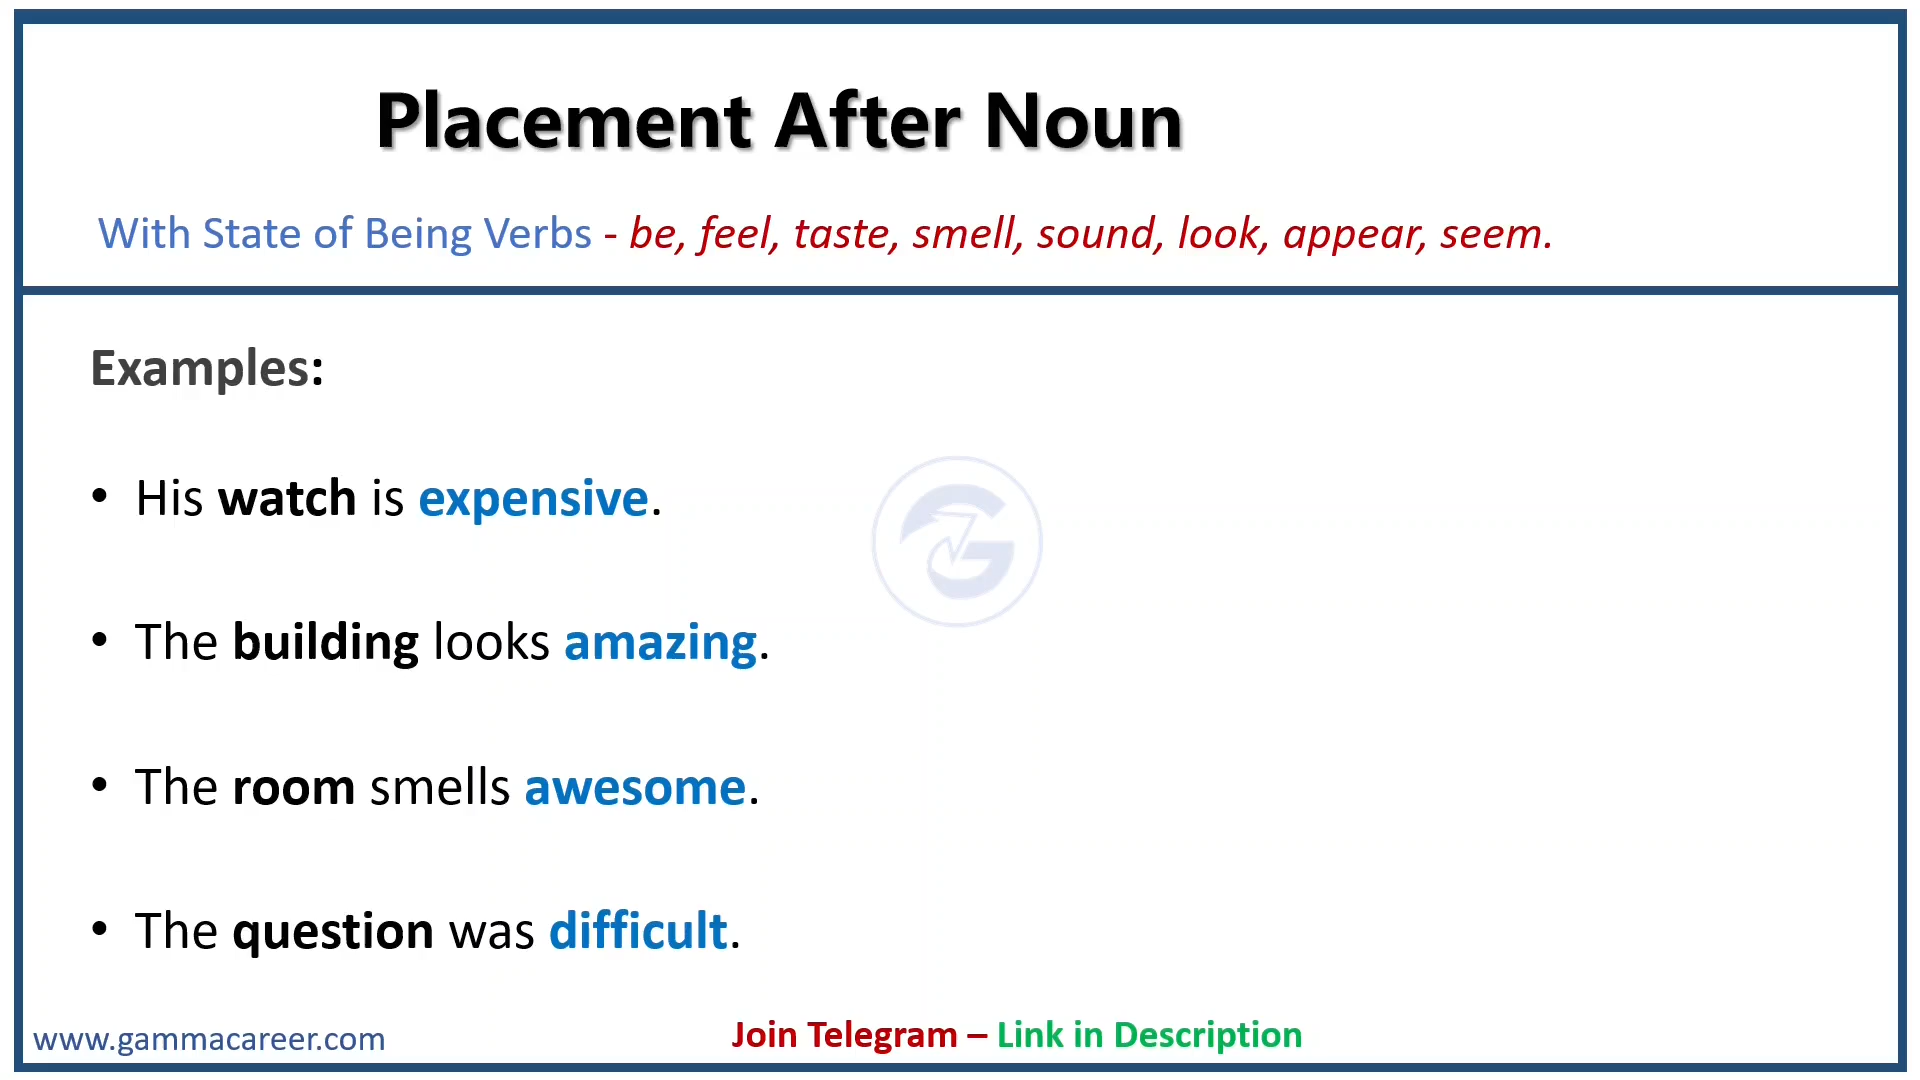 Placement After Noun
With State of Being Verbs - be, feel, taste, smell, sound, look, appear, seem.
Examples:
• His watch is expensive.
• The building looks amazing.
• The room smells awesome.
• The question was difficult.
www.gammacareer.com
Join Telegram – Link in Description